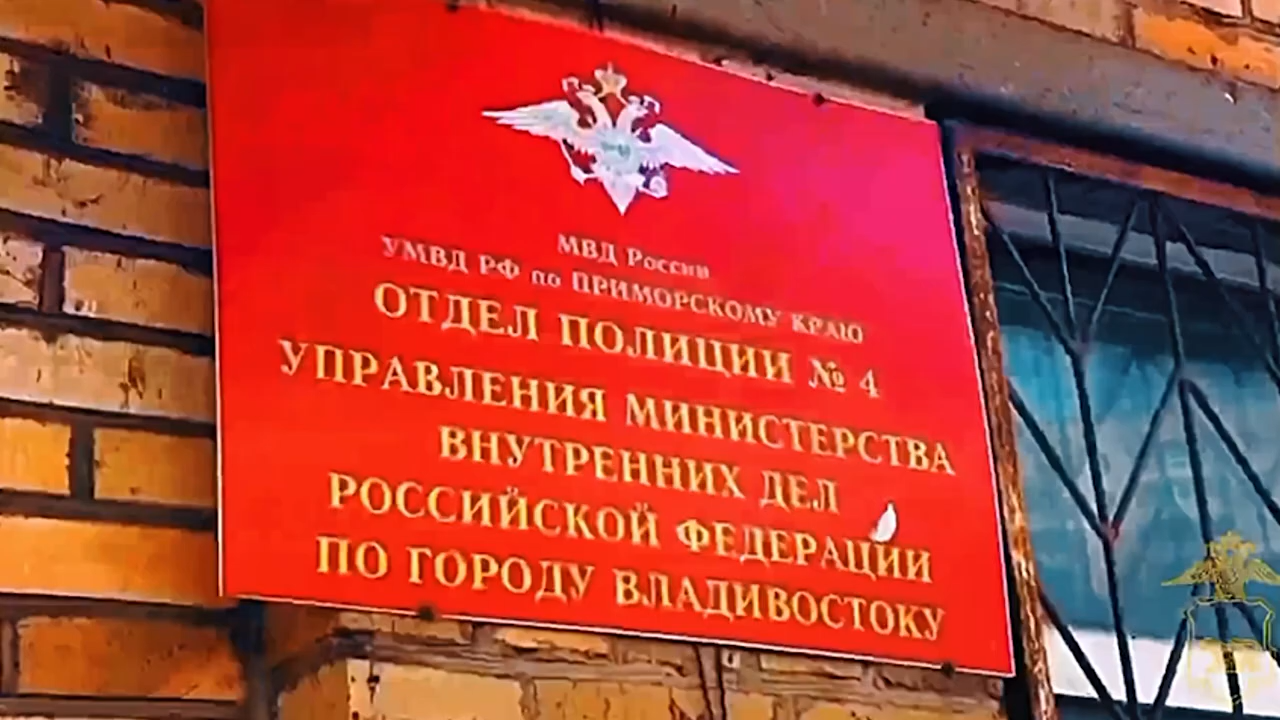 МВД России
УМВД РФ по ПРИМОРСКОМУ КРАЮ
ОТДЕЛ ПОЛИЦИИ № 4
УПРАВЛЕНИЯ МИНИСТЕРСТВА
ВНУТРЕННИХ ДЕЛ
РОССИЙСКОЙ ФЕДЕРАЦИИ
ПО ГОРОДУ ВЛАДИВОСТОКУ